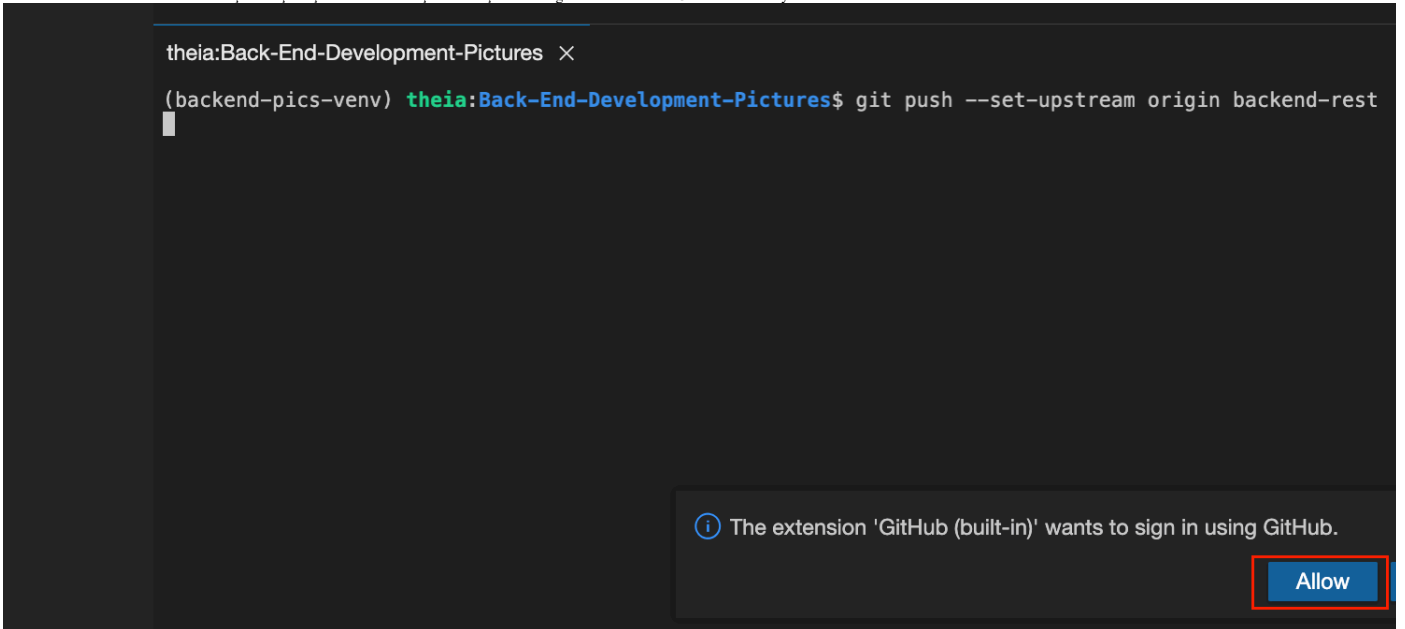 theia:Back-End-Development-Pictures ×
(backend-pics-venv) theia:Back-End-Development-Pictures$ git push --set-upstream origin backend-rest
The extension 'GitHub (built-in)' wants to sign in using GitHub.
Allow